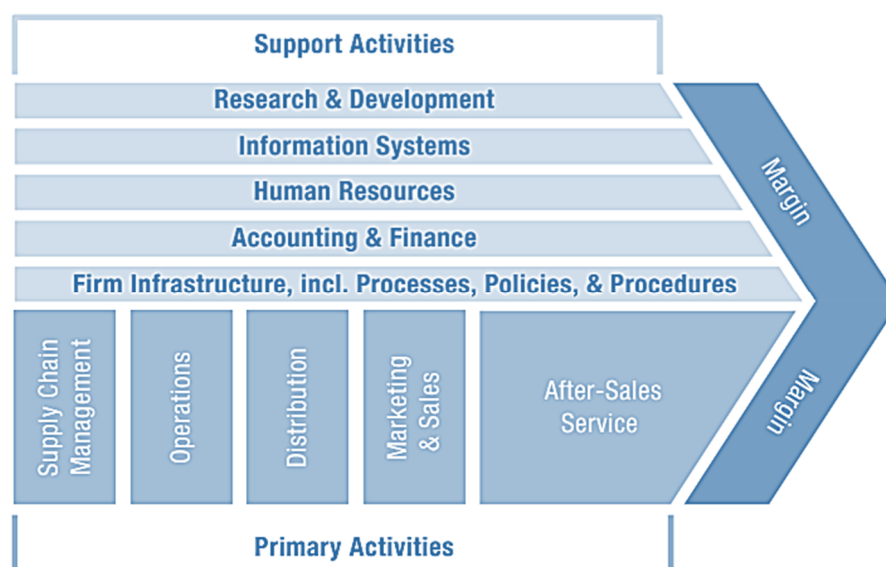 Support Activities
Research & Development
Information Systems
Human Resources
Accounting & Finance
Firm Infrastructure, incl. Processes, Policies, & Procedures
Margin
Supply Chain
Management
Operations
Distribution
Marketing
& Sales
After-Sales
Service
Margin
Primary Activities